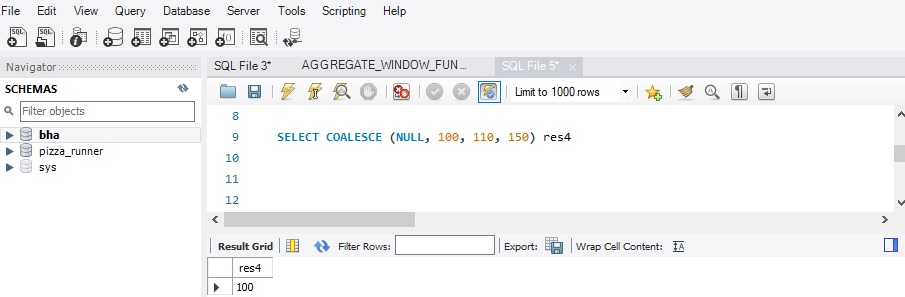 File Edit View Query Database Server Tools Scripting Help
Navigator
SQL File 3* AGGREGATE_WINDOW_FUN... SQL File 5* ×
SCHEMAS
Limit to 1000 rows
Filter objects
bha
pizza_runner
sys
8
9 SELECT COALESCE (NULL, 100, 110, 150) res4
10
11
12
Result Grid Filter Rows: Export: Wrap Cell Content: IA
res4
100